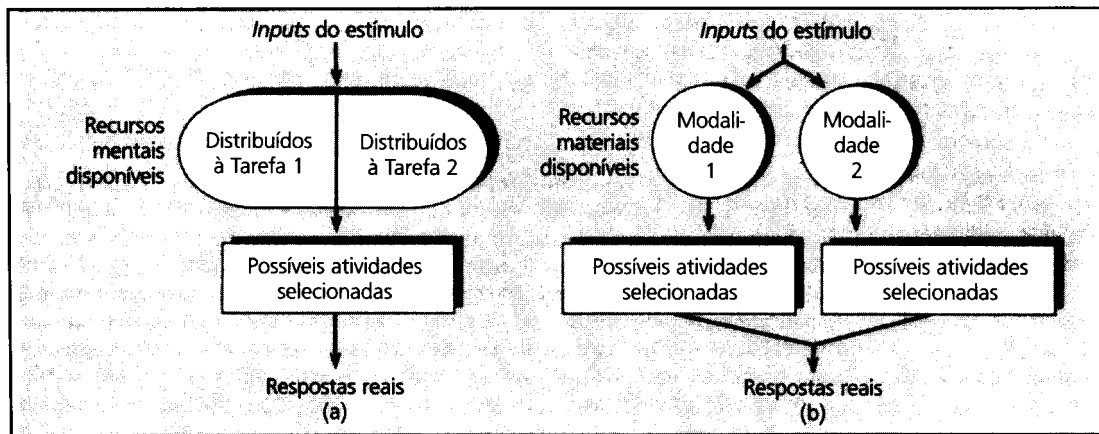 Inputs do estímulo
Recursos
mentais
disponíveis
Distribuídos
à Tarefa 1
Distribuídos
à Tarefa 2
Possíveis atividades
selecionadas
Respostas reais
(a)
Inputs do estímulo
Recursos
materiais
disponíveis
Modali-
dade
1
Modali-
dade
2
Possíveis atividades
selecionadas
Possíveis atividades
selecionadas
Respostas reais
(b)